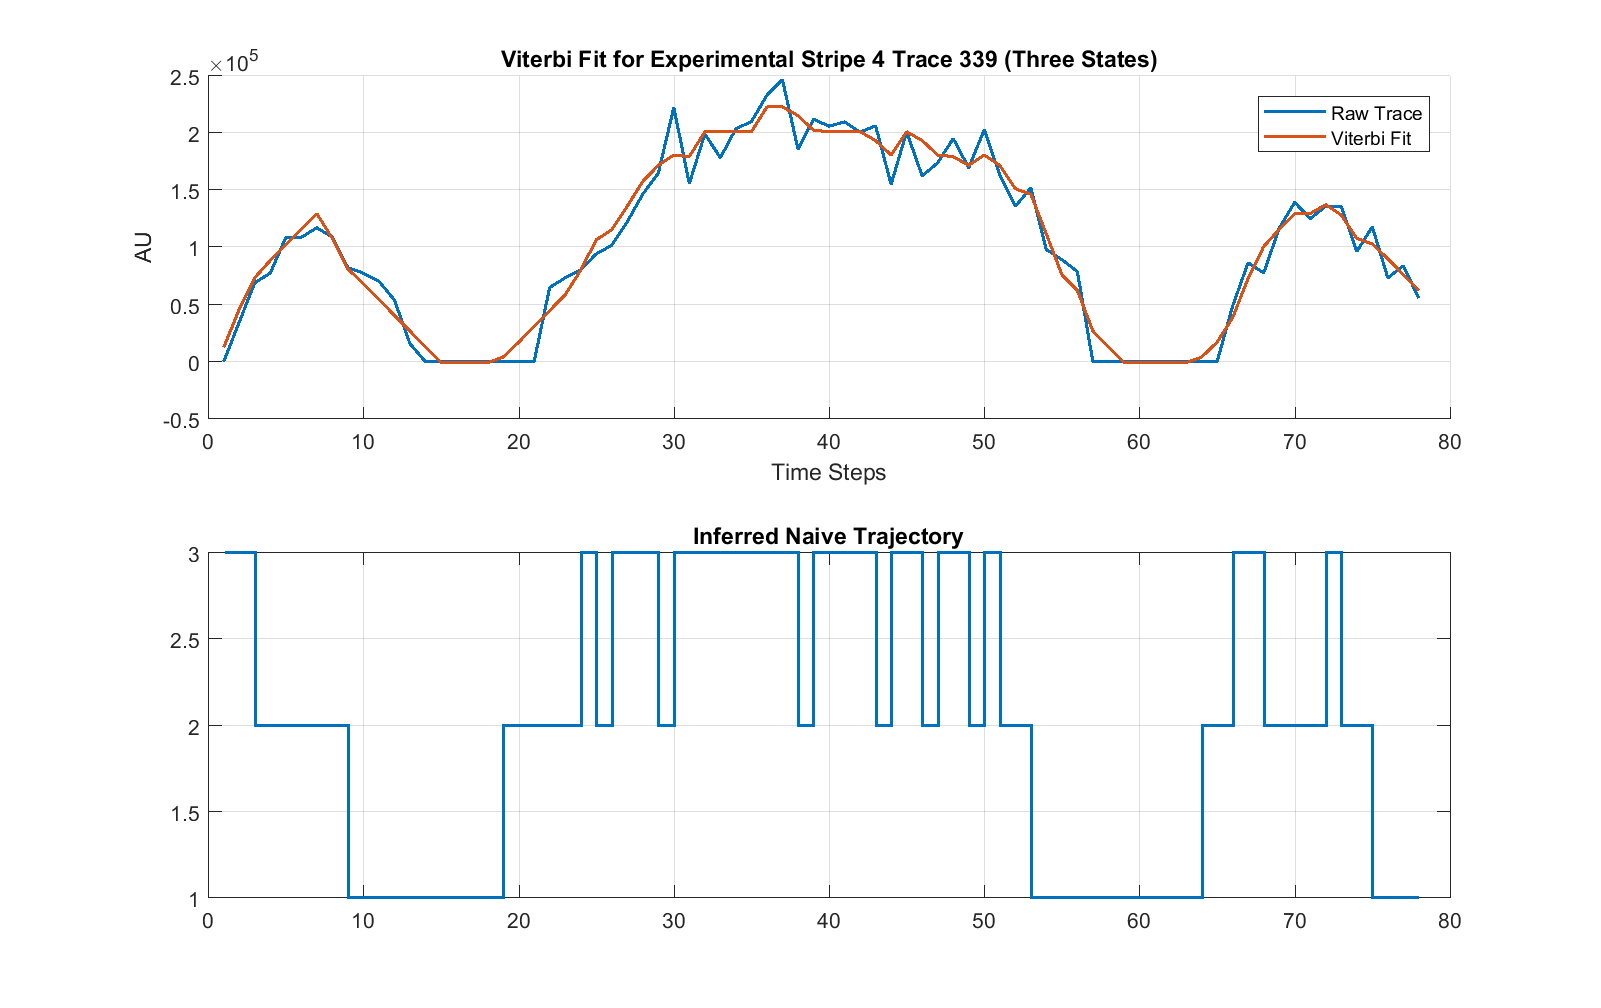 Viterbi Fit for Experimental Stripe 4 Trace 339 (Three States)
×10^5
2.5
2
1.5
1
0.5
0
-0.5
AU
Raw Trace
Viterbi Fit
0 10 20 30 40 50 60 70 80
Time Steps
Inferred Naive Trajectory
3
2.5
2
1.5
1
0 10 20 30 40 50 60 70 80